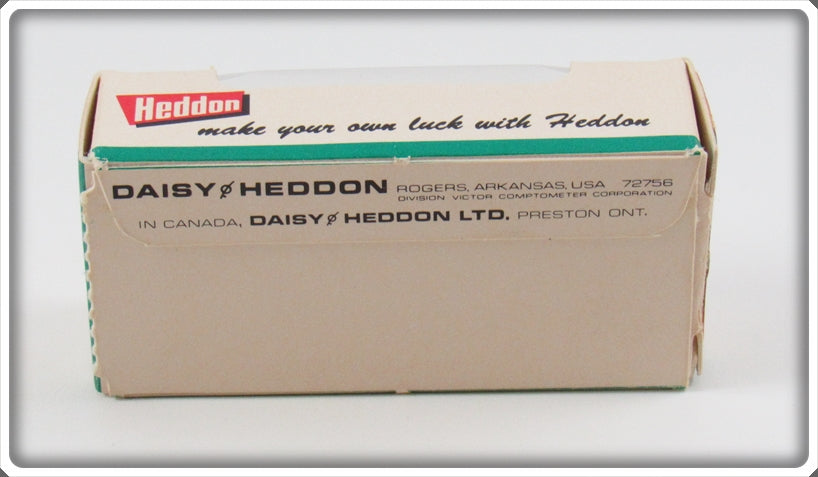 Heddon
make your own luck with Heddon
DAISY HEDDON ROGERS, ARKANSAS, USA 72756
DIVISION VICTOR COMPTOMETER CORPORATION
IN CANADA, DAISY HEDDON LTD. PRESTON ONT.